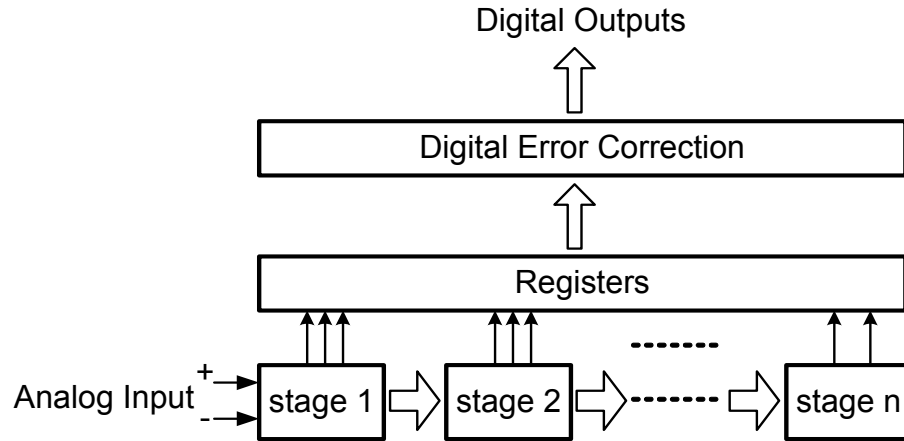 Digital Outputs
Digital Error Correction
Registers
Analog Input
+
-
stage 1
stage 2
stage n